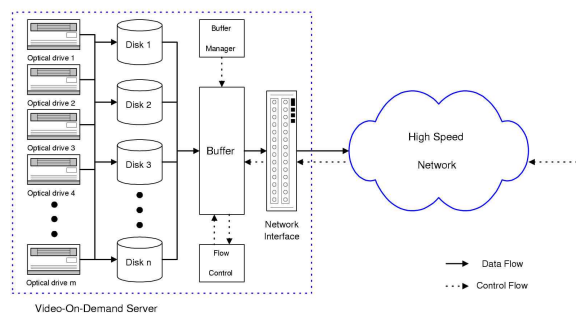 Optical drive 1
Optical drive 2
Optical drive 3
Optical drive 4
Optical drive m
Disk 1
Disk 2
Disk 3
Disk n
Buffer
Manager
Buffer
Flow
Control
Network
Interface
High Speed
Network
Data Flow
Control Flow
Video-On-Demand Server